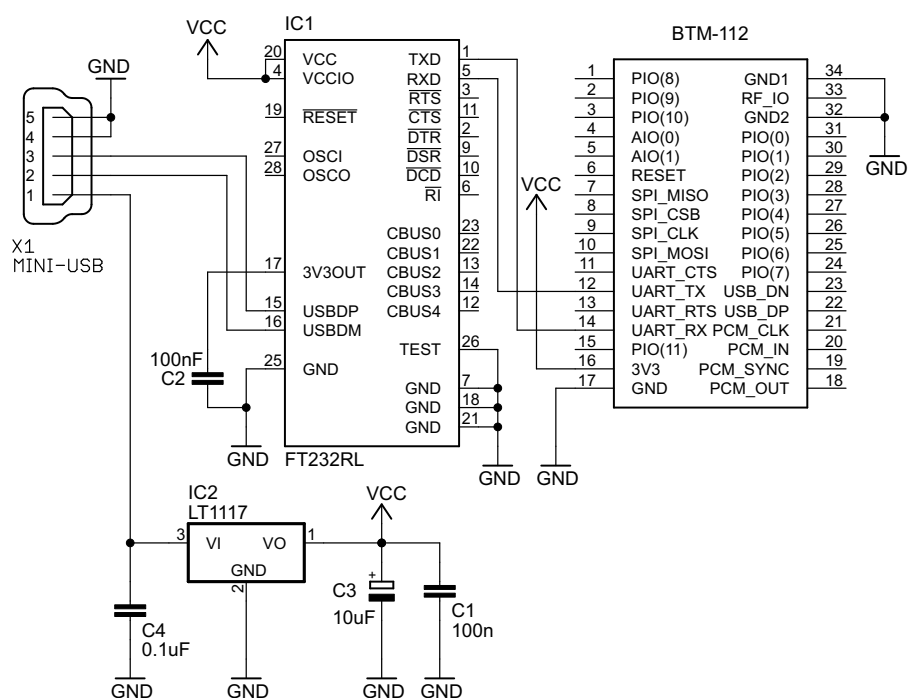 VCC
IC1
20
4
19
27
28
17
15
16
25
VCC
VCCIO
RESET
OSCI
OSCO
3V3OUT
USBDP
USBDM
GND
TXD
RXD
RTS
CTS
DTR
DSR
DCD
RI
CBUS0
CBUS1
CBUS2
CBUS3
CBUS4
TEST
GND
GND
GND
1
5
3
11
2
9
10
6
23
22
13
14
12
26
7
18
21
FT232RL
GND
GND
5
4
3
2
1
X1
MINI-USB
GND
100nF
C2
BTM-112
1 PIO(8) GND1 34
2 PIO(9) RF_IO 33
3 PIO(10) GND2 32
4 AIO(0) PIO(0) 31
5 AIO(1) PIO(1) 30
6 RESET PIO(2) 29
7 SPI_MISO PIO(3) 28
8 SPI_CSB PIO(4) 27
9 SPI_CLK PIO(5) 26
10 SPI_MOSI PIO(6) 25
11 UART_CTS PIO(7) 24
12 UART_TX USB_DN 23
13 UART_RTS USB_DP 22
14 UART_RX PCM_CLK 21
15 PIO(11) PCM_IN 20
16 3V3 PCM_SYNC 19
17 GND PCM_OUT 18
VCC
GND
GND
IC2
LT1117
3 VI VO 1
GND
2
VCC
C4
0.1uF
+
C3
10uF
C1
100n
GND
GND
GND
GND